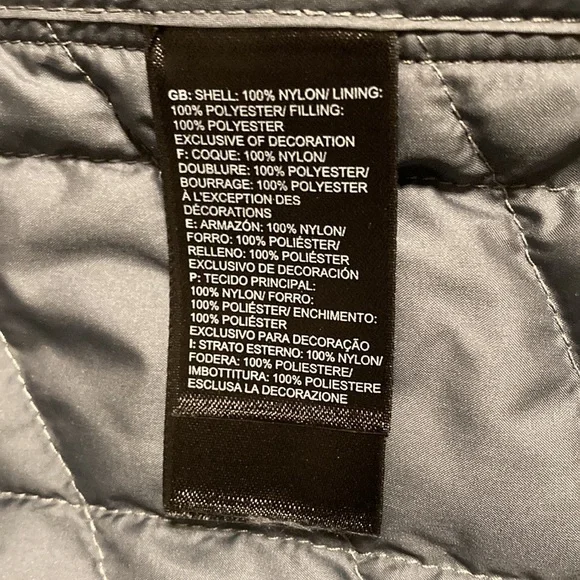 GB: SHELL: 100% NYLON/ LINING:
100% POLYESTER/ FILLING:
100% POLYESTER
EXCLUSIVE OF DECORATION
F: COQUE: 100% NYLON/
DOUBLURE: 100% POLYESTER/
BOURRAGE: 100% POLYESTER
À L'EXCEPTION DES
DÉCORATIONS
E: ARMAZÓN: 100% NYLON/
FORRO: 100% POLIÉSTER/
RELLENO: 100% POLIÉSTER
EXCLUSIVO DE DECORACIÓN
P: TECIDO PRINCIPAL:
100% NYLON/ FORRO:
100% POLIÉSTER/ ENCHIMENTO:
100% POLIÉSTER
EXCLUSIVO PARA DECORAÇÃO
I: STRATO ESTERNO: 100% NYLON/
FODERA: 100% POLIESTERE/
IMBOTTITURA: 100% POLIESTERE
ESCLUSA LA DECORAZIONE